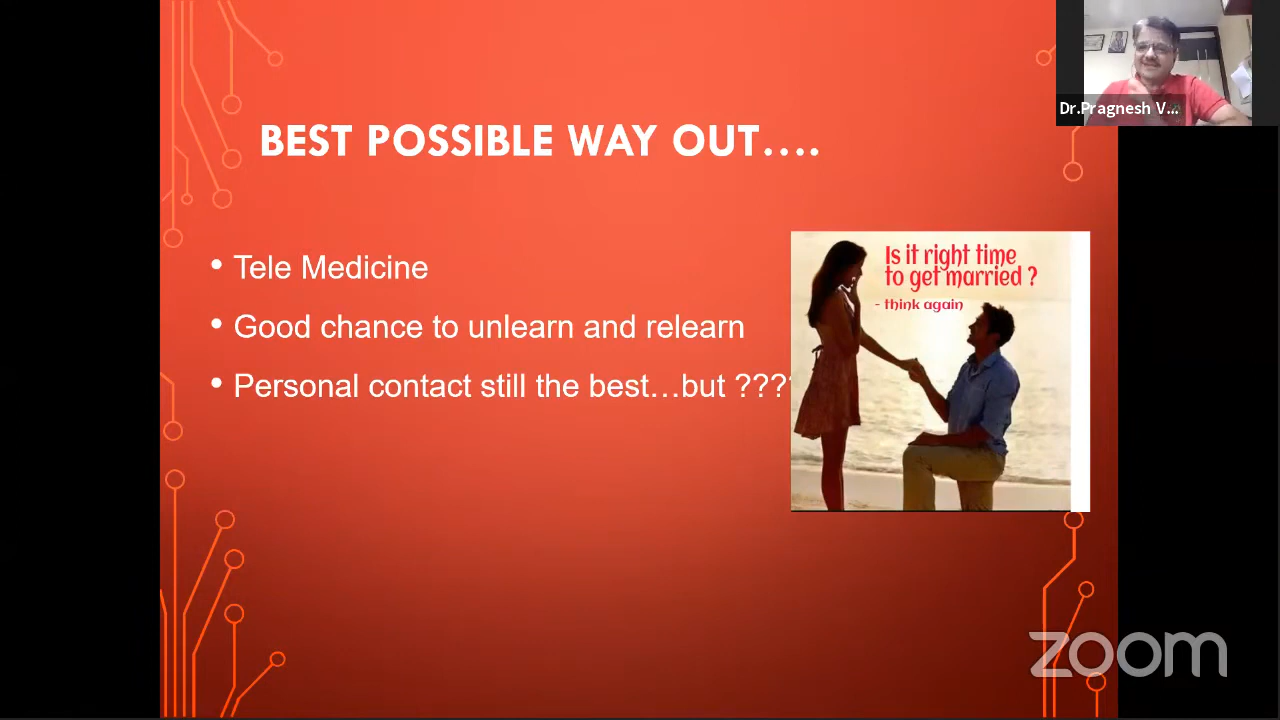 Dr.Pragnesh V...
BEST POSSIBLE WAY OUT....
• Tele Medicine
• Good chance to unlearn and relearn
• Personal contact still the best...but ????
Is it right time
to get married ?
- think again
zoom